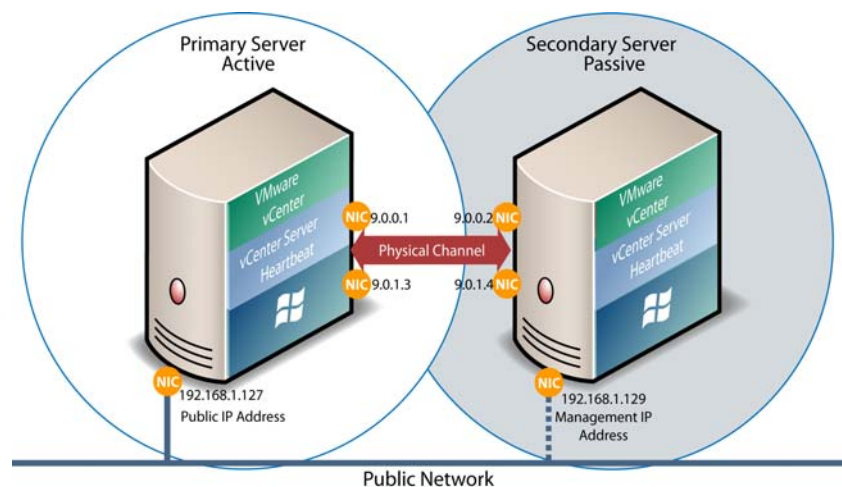 Primary Server
Active
Secondary Server
Passive
VMware
vCenter
vCenter Server
Heartbeat
NIC 9.0.0.1
9.0.0.2 NIC
Physical Channel
NIC 9.0.1.3
9.0.1.4 NIC
VMware
vCenter
vCenter Server
Heartbeat
NIC
192.168.1.127
Public IP Address
NIC
192.168.1.129
Management IP
Address
Public Network